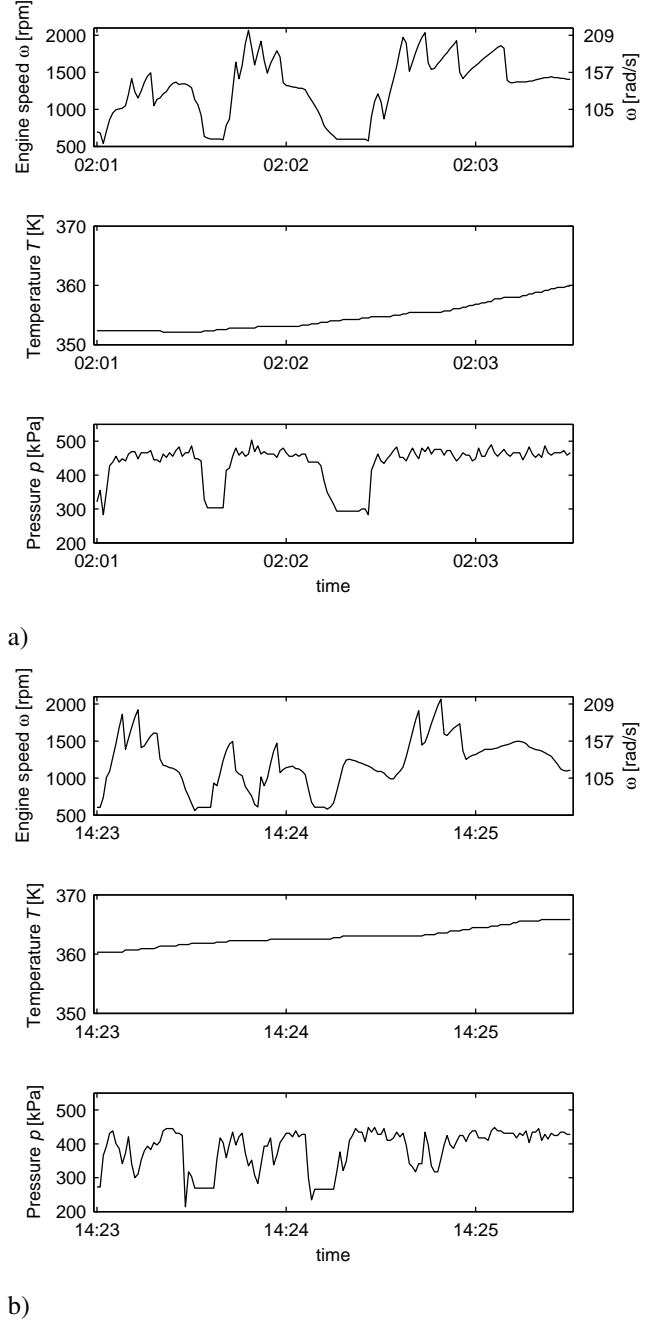 Engine speed ω [rpm]
2000
1500
1000
500
209
157
105
ω [rad/s]
02:01 02:02 02:03
Temperature T [K]
370
360
350
02:01 02:02 02:03
Pressure p [kPa]
500
400
300
200
02:01 02:02 02:03
time
a)
Engine speed ω [rpm]
2000
1500
1000
500
209
157
105
ω [rad/s]
14:23 14:24 14:25
Temperature T [K]
370
360
350
14:23 14:24 14:25
Pressure p [kPa]
500
400
300
200
14:23 14:24 14:25
time
b)